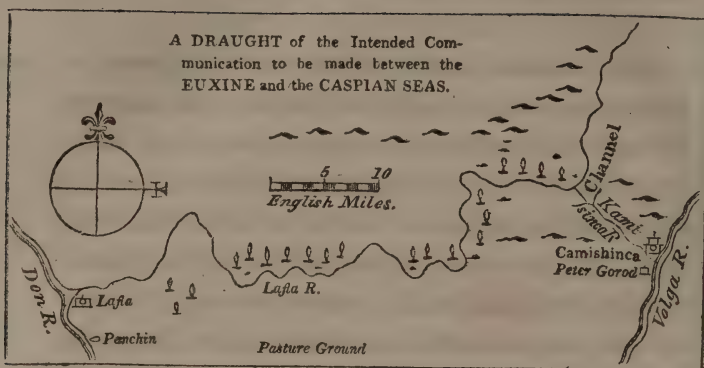 A DRAUGHT of the Intended Com-
munication to be made between the
EUXINE and the CASPIAN SEAS.
5 10
English Miles.
Channel
Kami
IsincaR
Camishinca
Peter Gorod
Volga R.
Don R.
Lafla
Lafla R.
Panchin
Pasture Ground